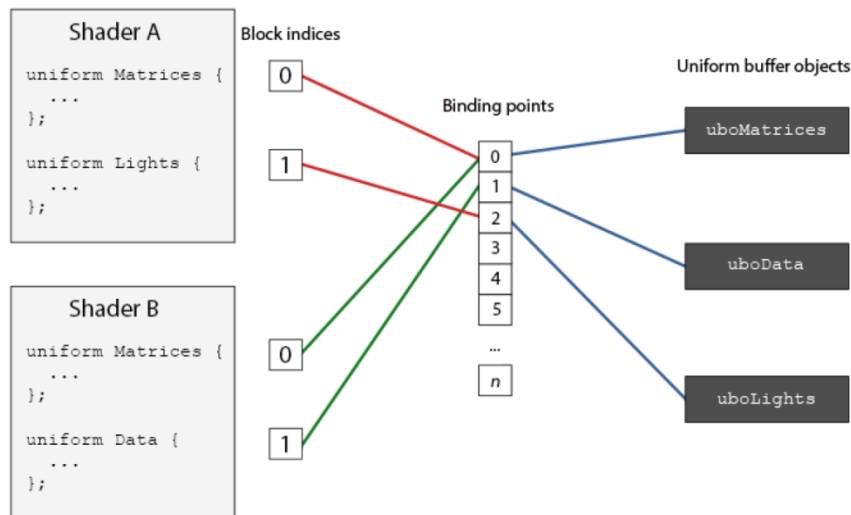 Shader A
uniform Matrices {
...
};
uniform Lights {
...
};
Block indices
0
1
Shader B
uniform Matrices {
...
};
uniform Data {
...
};
0
1
Binding points
0
1
2
3
4
5
...
n
Uniform buffer objects
uboMatrices
uboData
uboLights